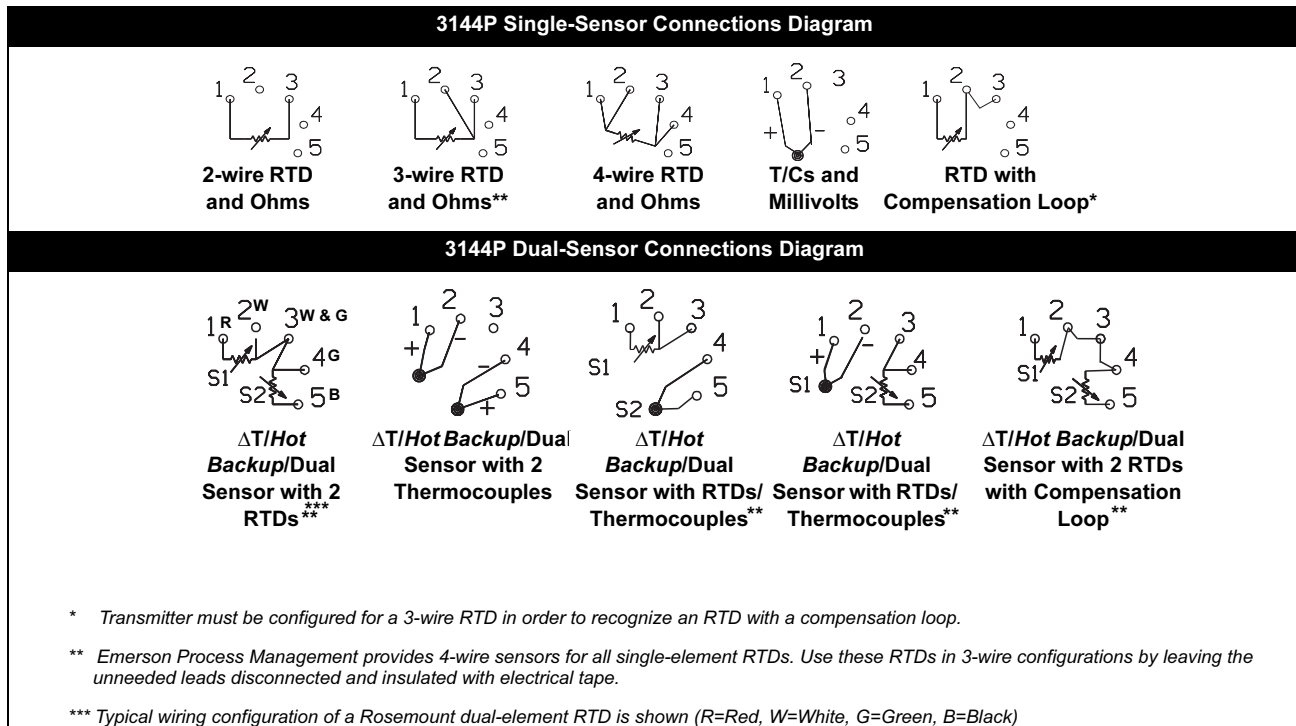 3144P Single-Sensor Connections Diagram
1 2 3 4 5
1 2 3 4 5
1 2 3 4 5
1 2 3 4 5 + -
1 2 3 4 5
2-wire RTD
and Ohms
3-wire RTD
and Ohms**
4-wire RTD
and Ohms
T/Cs and
Millivolts
RTD with
Compensation Loop*
3144P Dual-Sensor Connections Diagram
1 R 2 W 3 W & G 4 G 5 B S1 S2
1 2 3 4 5 + - - +
1 2 3 4 5 S1 S2
1 2 3 4 5 + - S1 S2
1 2 3 4 5 S1 S2
ΔT/Hot
Backup/Dual
Sensor with 2
RTDs** ***
ΔT/Hot Backup/Dual
Sensor with 2
Thermocouples
ΔT/Hot
Backup/Dual
Sensor with RTDs/
Thermocouples**
ΔT/Hot
Backup/Dual
Sensor with RTDs/
Thermocouples**
ΔT/Hot Backup/Dual
Sensor with 2 RTDs
with Compensation
Loop**
* Transmitter must be configured for a 3-wire RTD in order to recognize an RTD with a compensation loop.
** Emerson Process Management provides 4-wire sensors for all single-element RTDs. Use these RTDs in 3-wire configurations by leaving the
unneeded leads disconnected and insulated with electrical tape.
*** Typical wiring configuration of a Rosemount dual-element RTD is shown (R=Red, W=White, G=Green, B=Black)